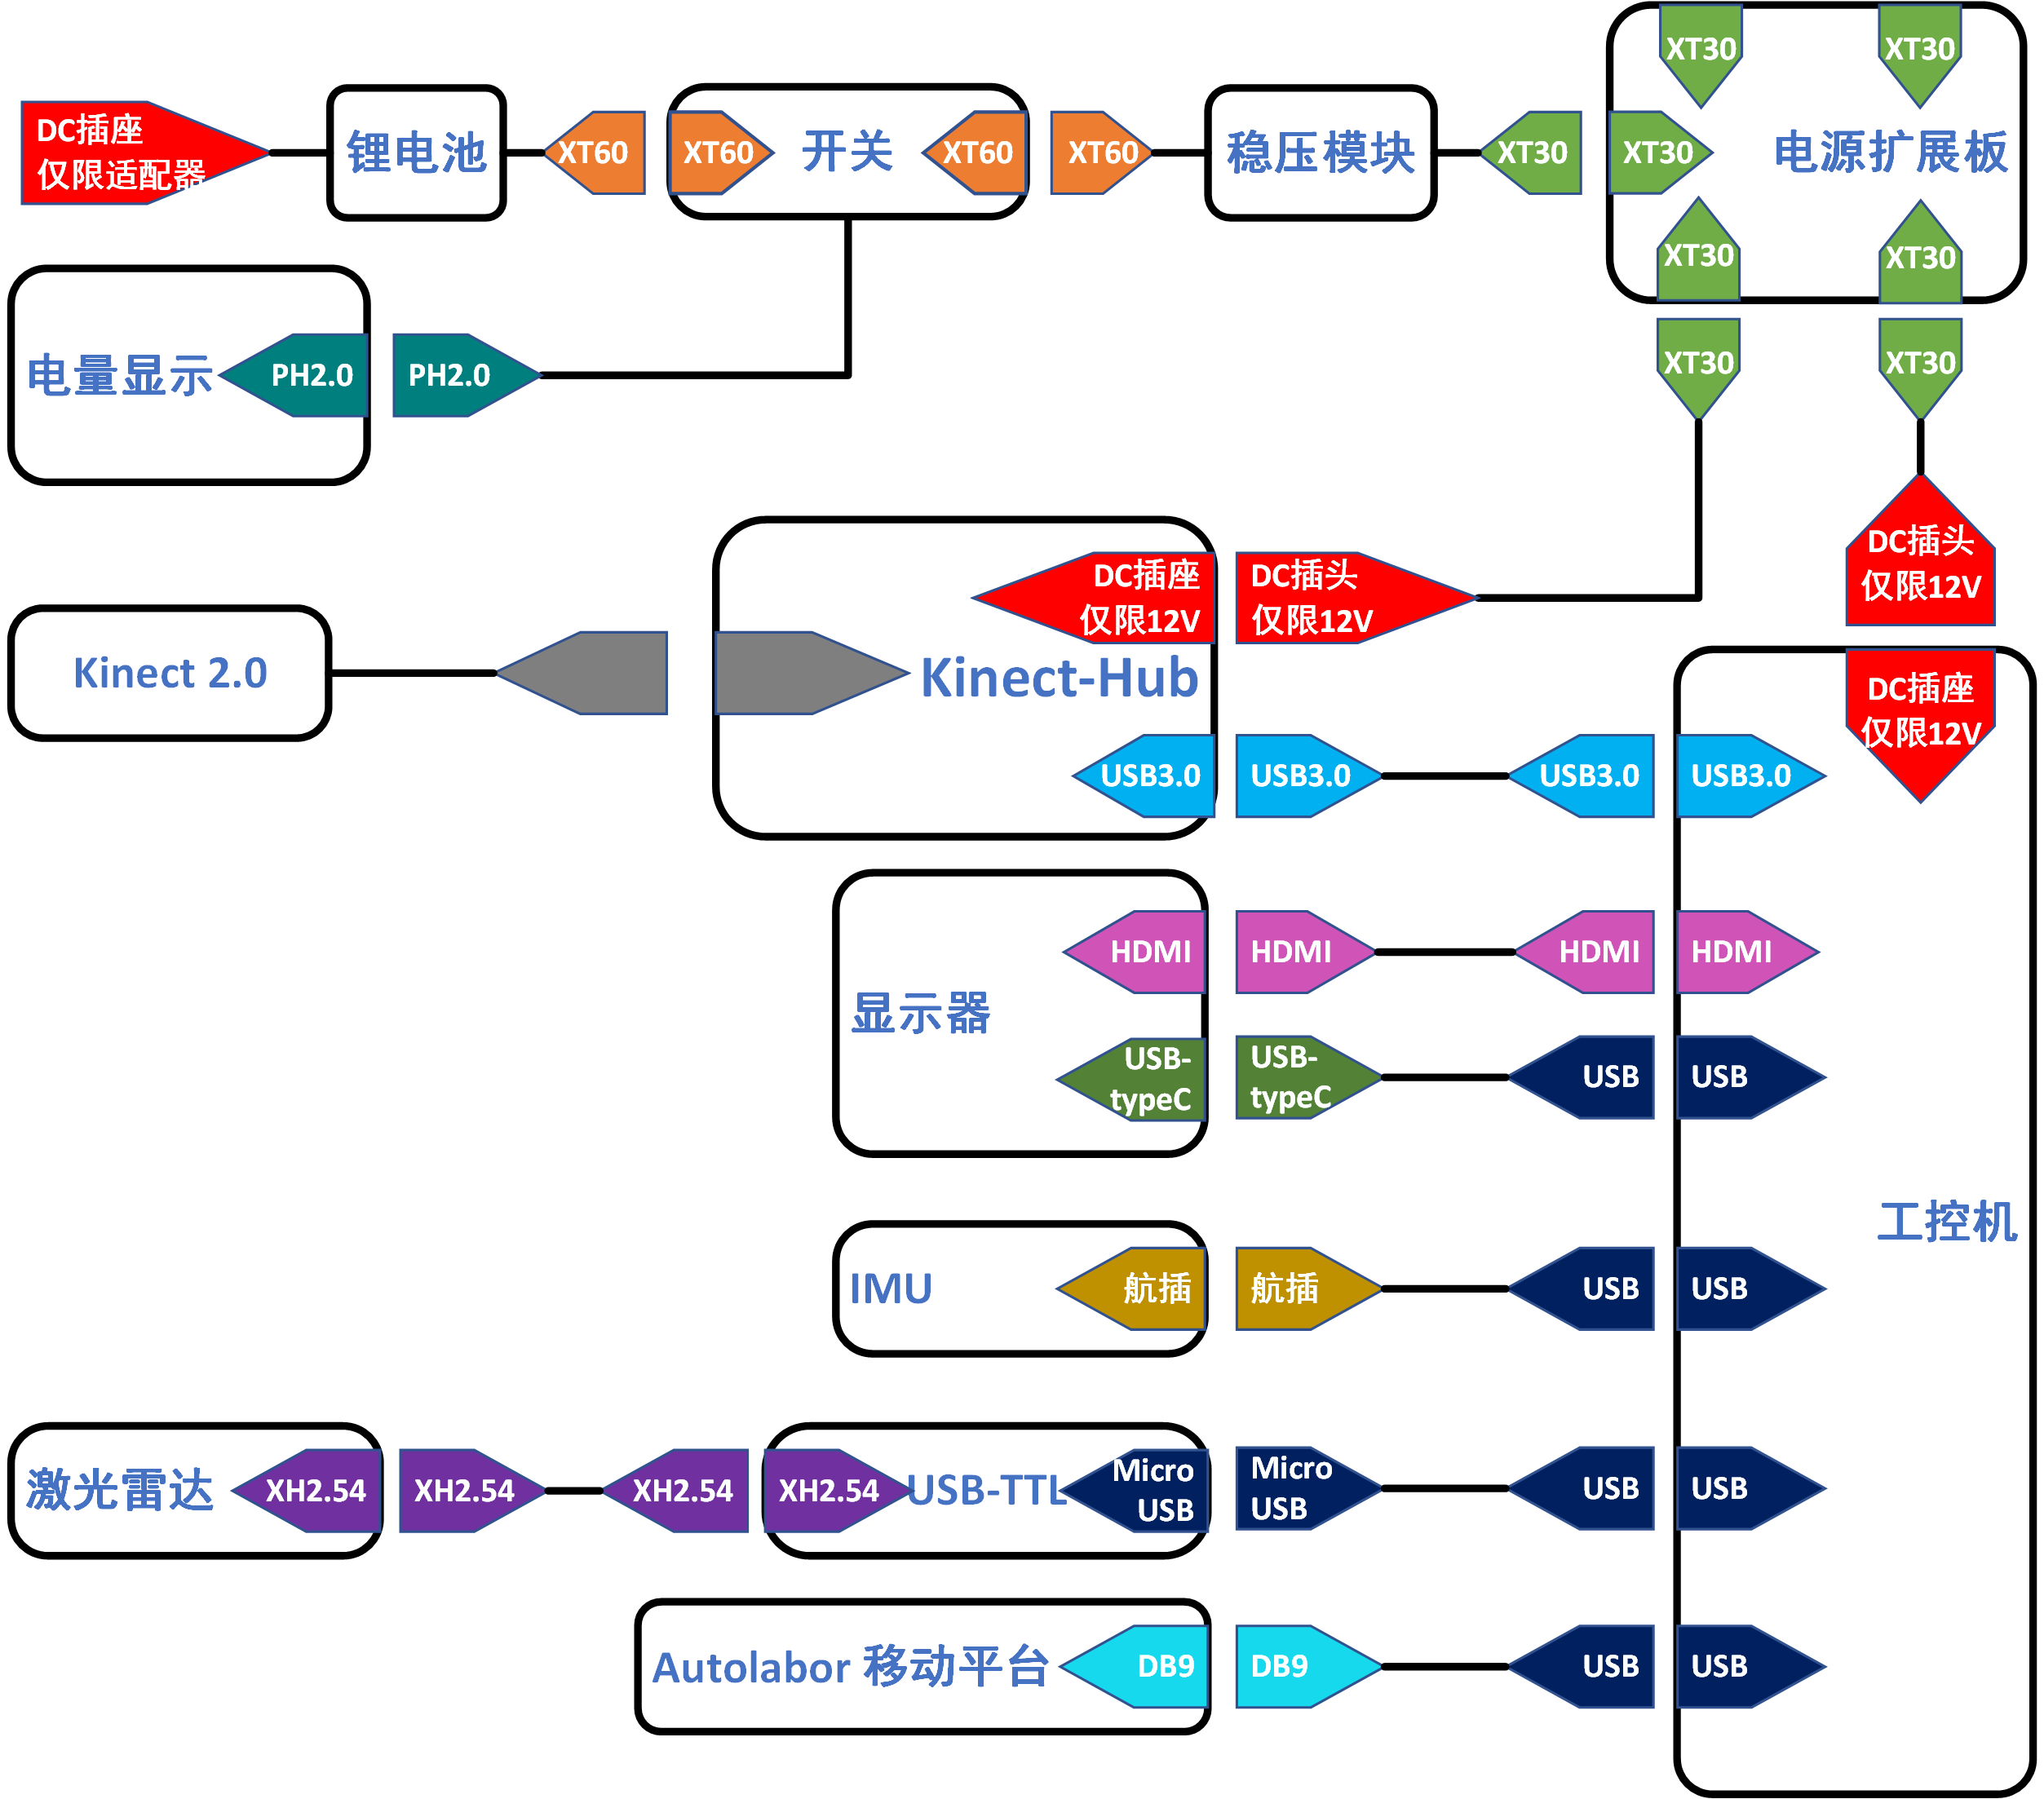 XT30
XT30
DC插座
仅限适配器
锂电池
XT60
XT60
开关
XT60
XT60
稳压模块
XT30
XT30
电源扩展板
XT30
XT30
电量显示
PH2.0
PH2.0
XT30
XT30
DC插头
仅限12V
DC插座
仅限12V
DC插头
仅限12V
Kinect 2.0
Kinect-Hub
DC插座
仅限12V
USB3.0
USB3.0
USB3.0
USB3.0
显示器
HDMI
HDMI
HDMI
HDMI
USB-
typeC
USB-
typeC
USB
USB
工控机
IMU
航插
航插
USB
USB
激光雷达
XH2.54
XH2.54
XH2.54
XH2.54
USB-TTL
Micro
USB
Micro
USB
USB
USB
Autolabor 移动平台
DB9
DB9
USB
USB